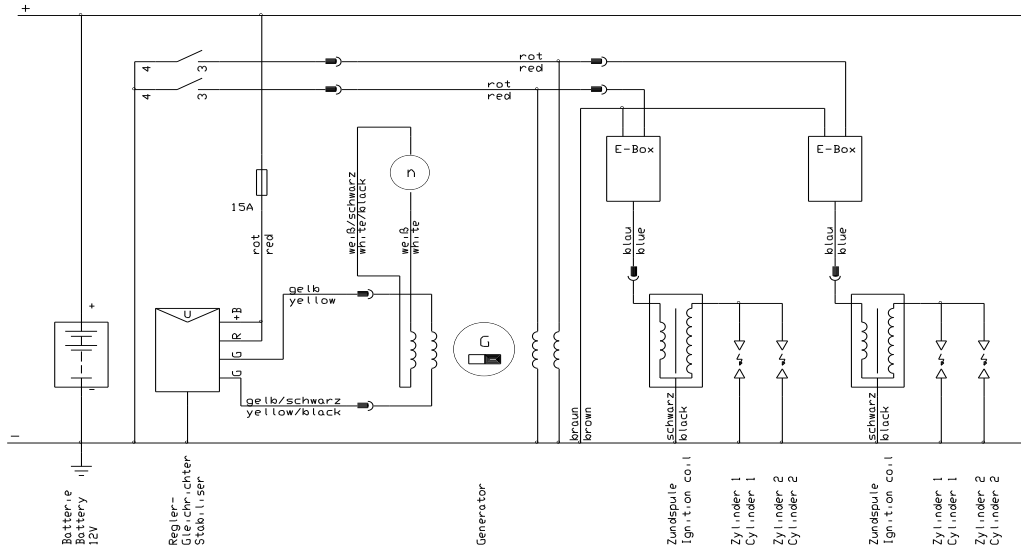 +
rot
red
4
3
rot
red
4
3
E-Box
E-Box
n
15A
weiß/schwarz
white/black
weiß
white
rot
red
blau
blue
blau
blue
gelb
yellow
+
U
+B
R
G
G
G
-
gelb/schwarz
yellow/black
braun
brown
schwarz
black
schwarz
black
-
Batterie
Battery
12V
Regler-
Gleichrichter
Stabiliser
Generator
Zundspule
Ignition coil
Zylinder 1
Cylinder 1
Zylinder 2
Cylinder 2
Zundspule
Ignition coil
Zylinder 1
Cylinder 1
Zylinder 2
Cylinder 2